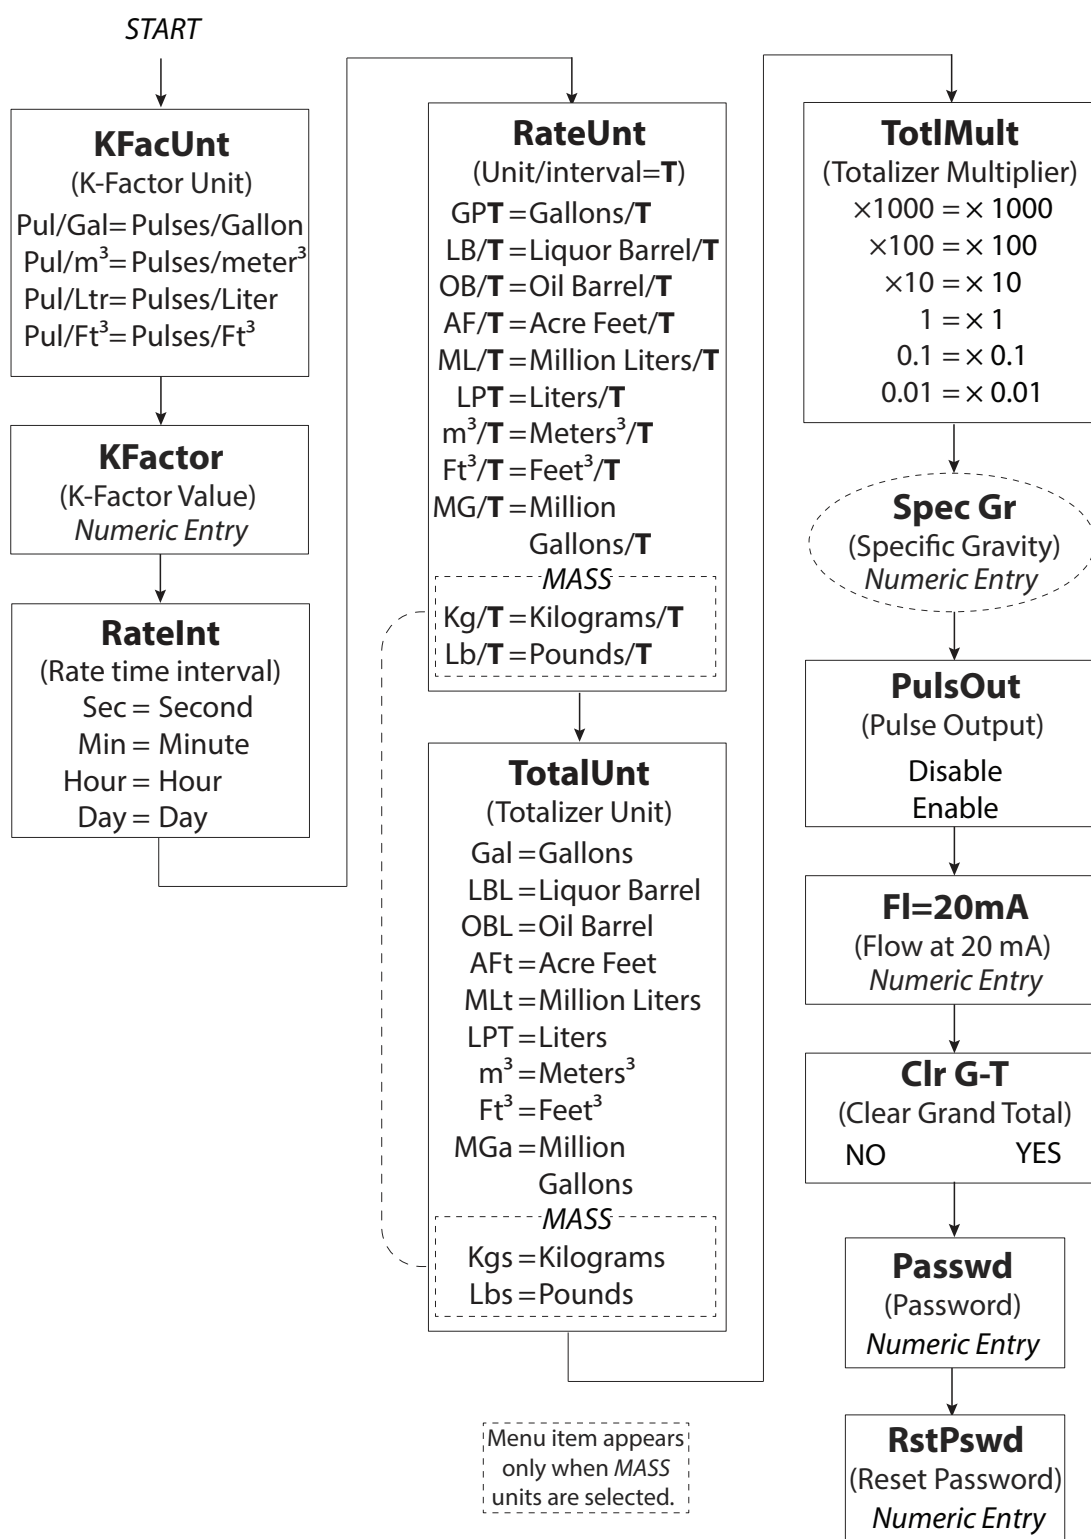 START
KFacUnt
(K-Factor Unit)
Pul/Gal= Pulses/Gallon
Pul/m³= Pulses/meter³
Pul/Ltr= Pulses/Liter
Pul/Ft³= Pulses/Ft³
KFactor
(K-Factor Value)
Numeric Entry
RateInt
(Rate time interval)
Sec = Second
Min = Minute
Hour = Hour
Day = Day
RateUnt
(Unit/interval=T)
GPT = Gallons/T
LB/T = Liquor Barrel/T
OB/T = Oil Barrel/T
AF/T = Acre Feet/T
ML/T = Million Liters/T
LPT = Liters/T
m³/T = Meters³/T
Ft³/T = Feet³/T
MG/T = Million
Gallons/T
MASS
Kg/T = Kilograms/T
Lb/T = Pounds/T
TotalUnt
(Totalizer Unit)
Gal = Gallons
LBL = Liquor Barrel
OBL = Oil Barrel
AFt = Acre Feet
MLt = Million Liters
LPT = Liters
m³ = Meters³
Ft³ = Feet³
MGa = Million
Gallons
MASS
Kgs = Kilograms
Lbs = Pounds
Menu item appears
only when MASS
units are selected.
TotlMult
(Totalizer Multiplier)
×1000 = × 1000
×100 = × 100
×10 = × 10
1 = × 1
0.1 = × 0.1
0.01 = × 0.01
Spec Gr
(Specific Gravity)
Numeric Entry
PulsOut
(Pulse Output)
Disable
Enable
Fl=20mA
(Flow at 20 mA)
Numeric Entry
Clr G-T
(Clear Grand Total)
NO YES
Passwd
(Password)
Numeric Entry
RstPswd
(Reset Password)
Numeric Entry